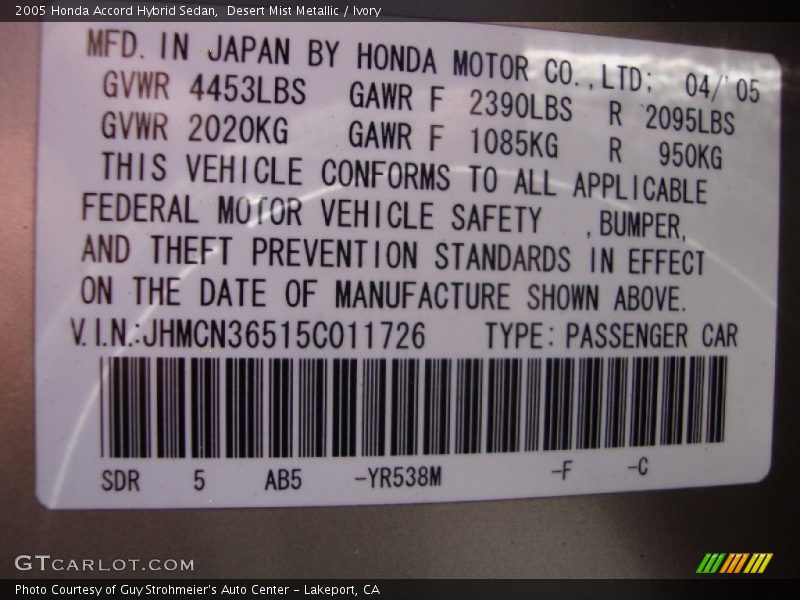 2005 Honda Accord Hybrid Sedan,  Desert Mist Metallic / Ivory
MFD. IN JAPAN BY HONDA MOTOR CO.,LTD; 04/'05
GVWR 4453LBS GAWR F 2390LBS R 2095LBS
GVWR 2020KG GAWR F 1085KG R 950KG
THIS VEHICLE CONFORMS TO ALL APPLICABLE
FEDERAL MOTOR VEHICLE SAFETY ,BUMPER,
AND THEFT PREVENTION STANDARDS IN EFFECT
ON THE DATE OF MANUFACTURE SHOWN ABOVE.
V.I.N.:JHMCN36515C011726 TYPE: PASSENGER CAR
SDR 5 AB5 -YR538M -F -C
GTCARLOT.COM
Photo Courtesy of Guy Strohmeier's Auto Center - Lakeport, CA